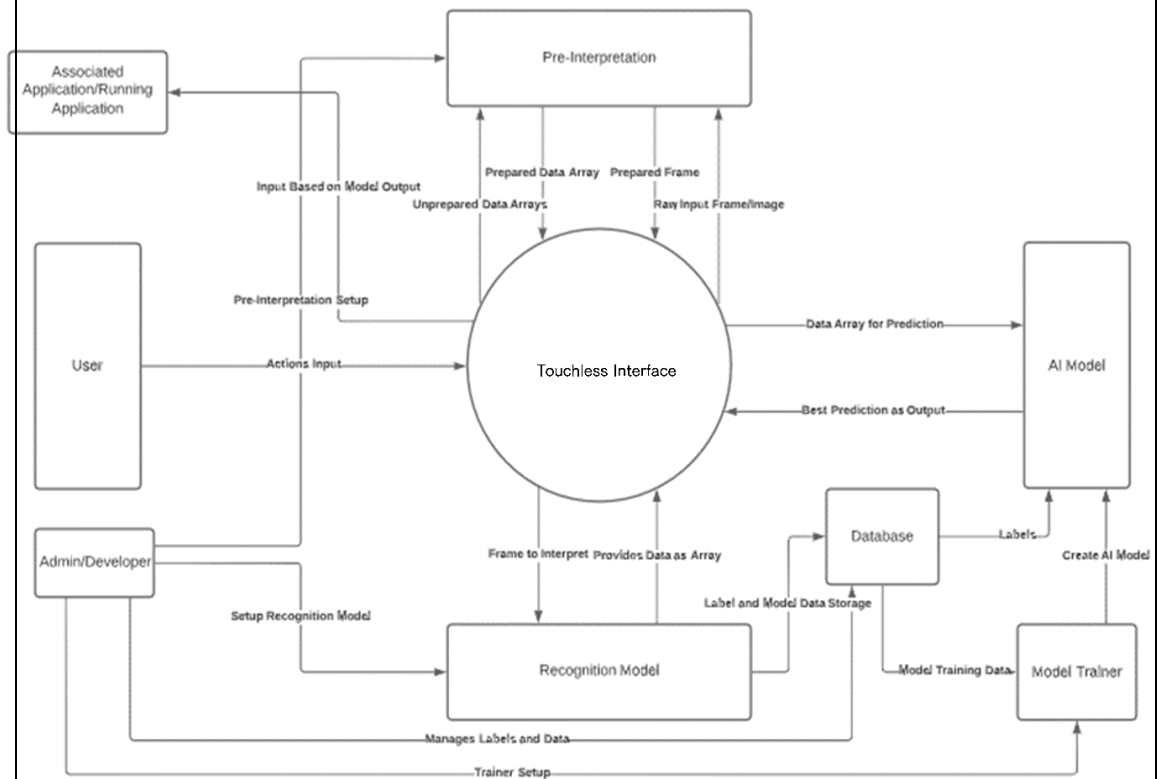 Pre-Interpretation
Associated
Application/Running
Application
Prepared Data Array
Prepared Frame
Input Based on Model Output
Unprepared Data Arrays
Raw Input Frame/Image
Pre-Interpretation Setup
Data Array for Prediction
User
Actions Input
Touchless Interface
AI Model
Best Prediction as Output
Admin/Developer
Frame to Interpret
Provides Data as Array
Database
Labels
Create AI Model
Label and Model Data Storage
Setup Recognition Model
Recognition Model
Model Training Data
Model Trainer
Manages Labels and Data
Trainer Setup